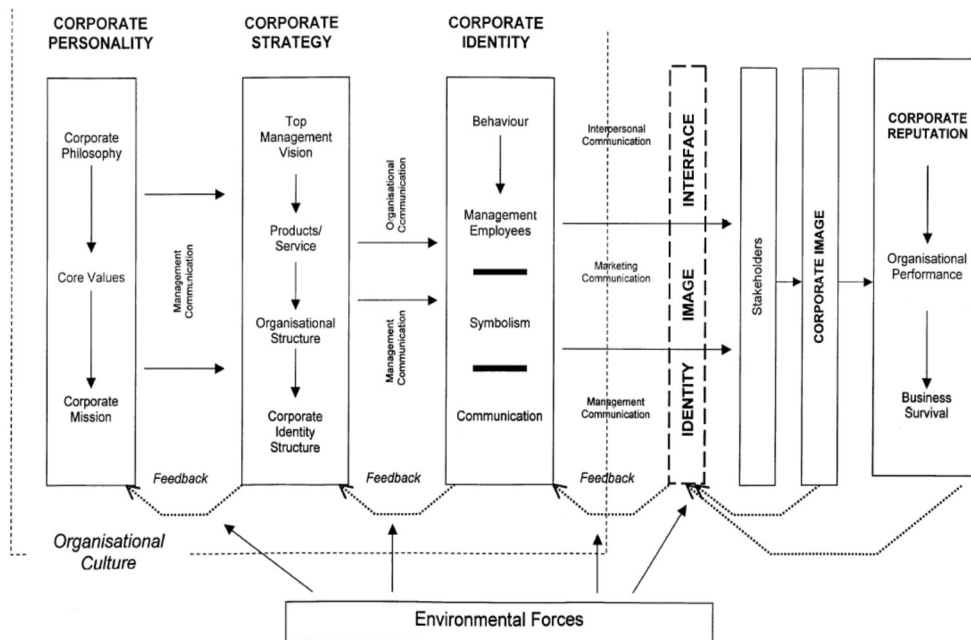 CORPORATE
PERSONALITY
CORPORATE
STRATEGY
CORPORATE
IDENTITY
Corporate
Philosophy
Core Values
Corporate
Mission
Management
Communication
Top
Management
Vision
Products/
Service
Organisational
Structure
Corporate
Identity
Structure
Organisational
Communication
Management
Communication
Behaviour
Management
Employees
Symbolism
Communication
Interpersonal
Communication
Marketing
Communication
Management
Communication
IDENTITY IMAGE INTERFACE
Stakeholders
CORPORATE IMAGE
CORPORATE
REPUTATION
Organisational
Performance
Business
Survival
Feedback
Feedback
Feedback
Organisational
Culture
Environmental Forces